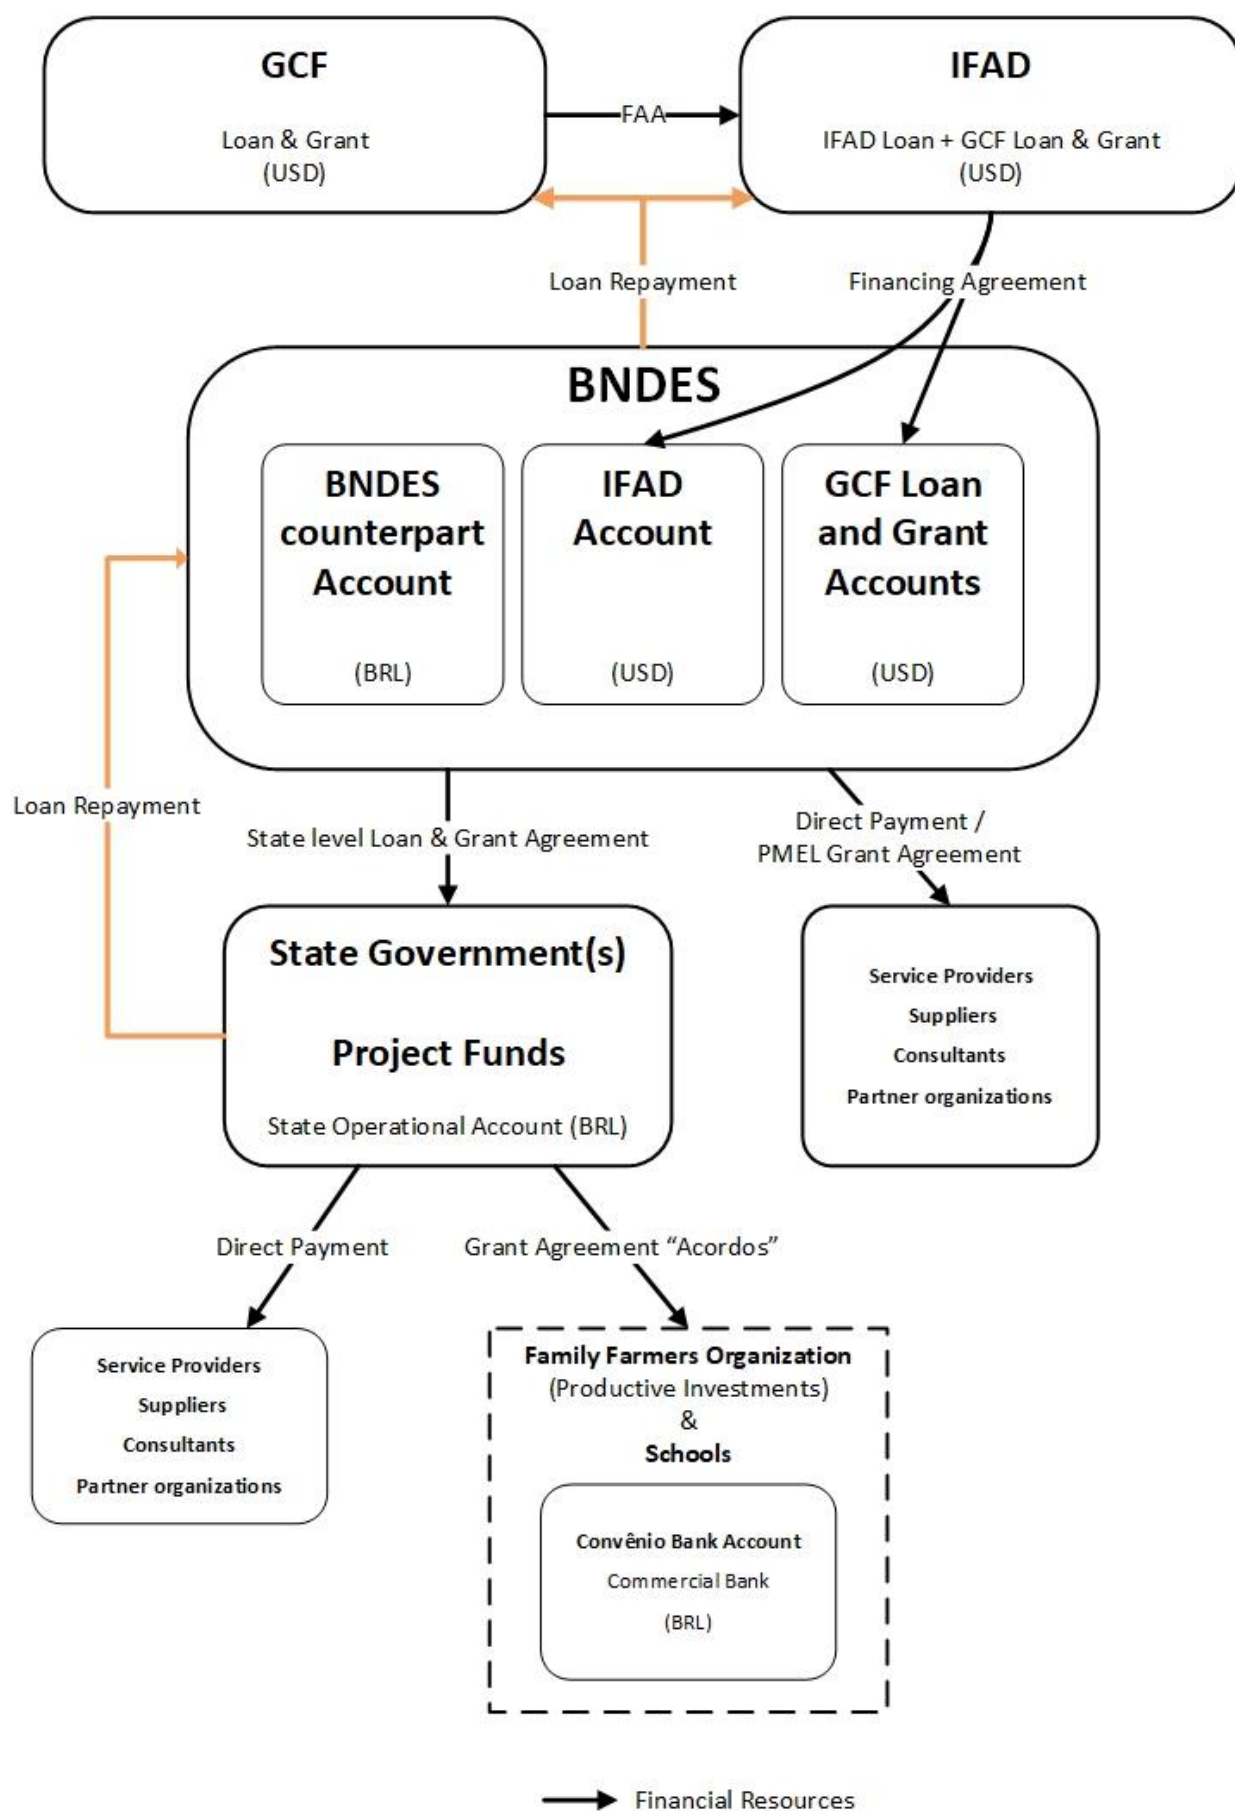 GCF
Loan & Grant
(USD)
FAA
IFAD
IFAD Loan + GCF Loan & Grant
(USD)
Loan Repayment
Financing Agreement
BNDES
BNDES
counterpart
Account
(BRL)
IFAD
Account
(USD)
GCF Loan
and Grant
Accounts
(USD)
Loan Repayment
State level Loan & Grant Agreement
Direct Payment /
PMEL Grant Agreement
State Government(s)
Project Funds
State Operational Account (BRL)
Service Providers
Suppliers
Consultants
Partner organizations
Direct Payment
Grant Agreement “Acordos”
Service Providers
Suppliers
Consultants
Partner organizations
Family Farmers Organization
(Productive Investments)
&
Schools
Convênio Bank Account
Commercial Bank
(BRL)
Financial Resources